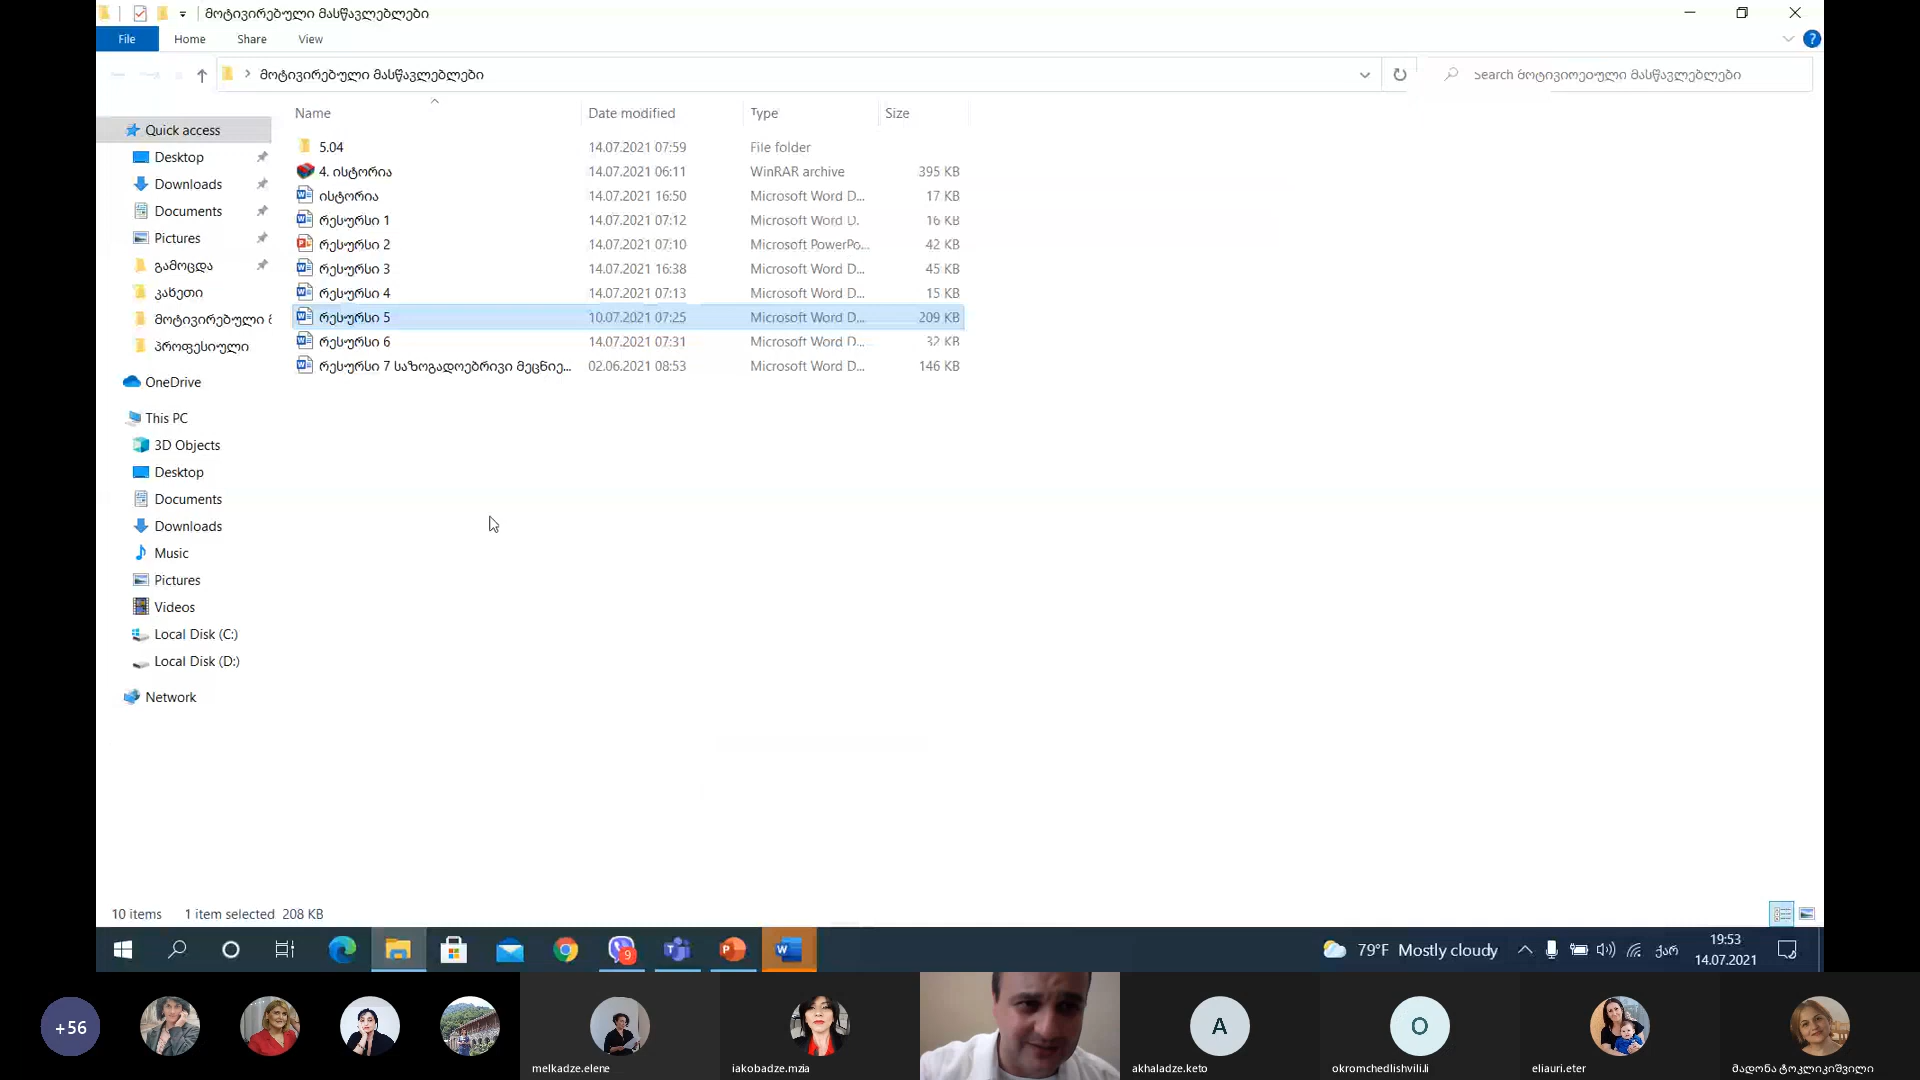 მოტივირებული მასწავლებლები
File Home Share View
მოტივირებული მასწავლებლები
Search მოტივირებული მასწავლებლები
Name Date modified Type Size
5.04 14.07.2021 07:59 File folder
4. ისტორია 14.07.2021 06:11 WinRAR archive 395 KB
ისტორია 14.07.2021 16:50 Microsoft Word D... 17 KB
რესურსი 1 14.07.2021 07:12 Microsoft Word D. 16 KB
რესურსი 2 14.07.2021 07:10 Microsoft PowerPo... 42 KB
რესურსი 3 14.07.2021 16:38 Microsoft Word D... 45 KB
რესურსი 4 14.07.2021 07:13 Microsoft Word D... 15 KB
რესურსი 5 10.07.2021 07:25 Microsoft Word D... 209 KB
რესურსი 6 14.07.2021 07:31 Microsoft Word D... 32 KB
რესურსი 7 საზოგადოებრივი მეცნიე... 02.06.2021 08:53 Microsoft Word D... 146 KB
Quick access
Desktop
Downloads
Documents
Pictures
გამოცდა
კახეთი
მოტივირებული მ
პროფესიული
OneDrive
This PC
3D Objects
Desktop
Documents
Downloads
Music
Pictures
Videos
Local Disk (C:)
Local Disk (D:)
Network
10 items 1 item selected 208 KB
9
79°F Mostly cloudy
ქარ
19:53
14.07.2021
+56
A
O
melkadze.elene
iakobadze.mzia
akhaladze.keto
okromchedlishvili.li
eliauri.eter
მადონა ტოკლიკიშვილი